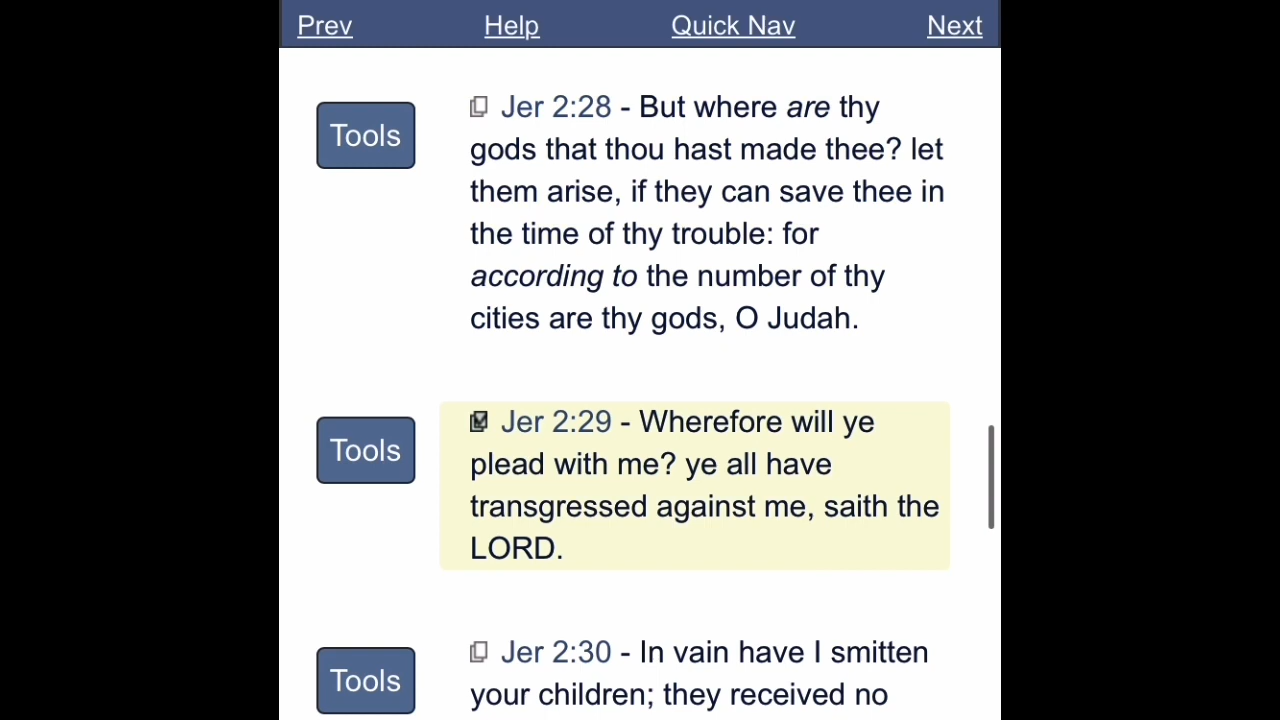 Prev Help Quick Nav Next
Tools
Jer 2:28 - But where are thy
gods that thou hast made thee? let
them arise, if they can save thee in
the time of thy trouble: for
according to the number of thy
cities are thy gods, O Judah.
Tools
Jer 2:29 - Wherefore will ye
plead with me? ye all have
transgressed against me, saith the
LORD.
Tools
Jer 2:30 - In vain have I smitten
your children; they received no